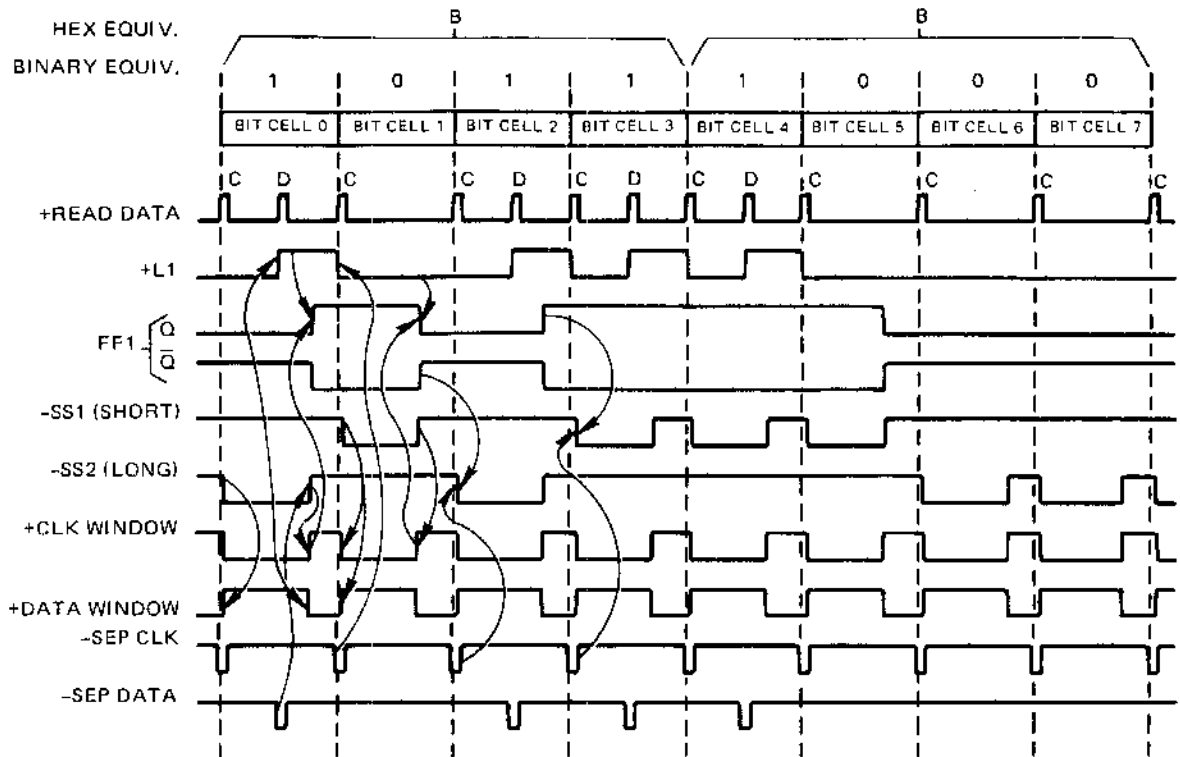 HEX EQUIV. B B
BINARY EQUIV. 1 0 1 1 1 0 0 0
BIT CELL 0 BIT CELL 1 BIT CELL 2 BIT CELL 3 BIT CELL 4 BIT CELL 5 BIT CELL 6 BIT CELL 7
C D C C D C D C D C C C C
+READ DATA
+L1
FF1 Q
Q̅
–SS1 (SHORT)
–SS2 (LONG)
+CLK WINDOW
+DATA WINDOW
–SEP CLK
–SEP DATA